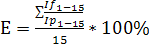 E = ∑ If₁₋₁₅ / Ip₁₋₁₅ / 15 * 100%